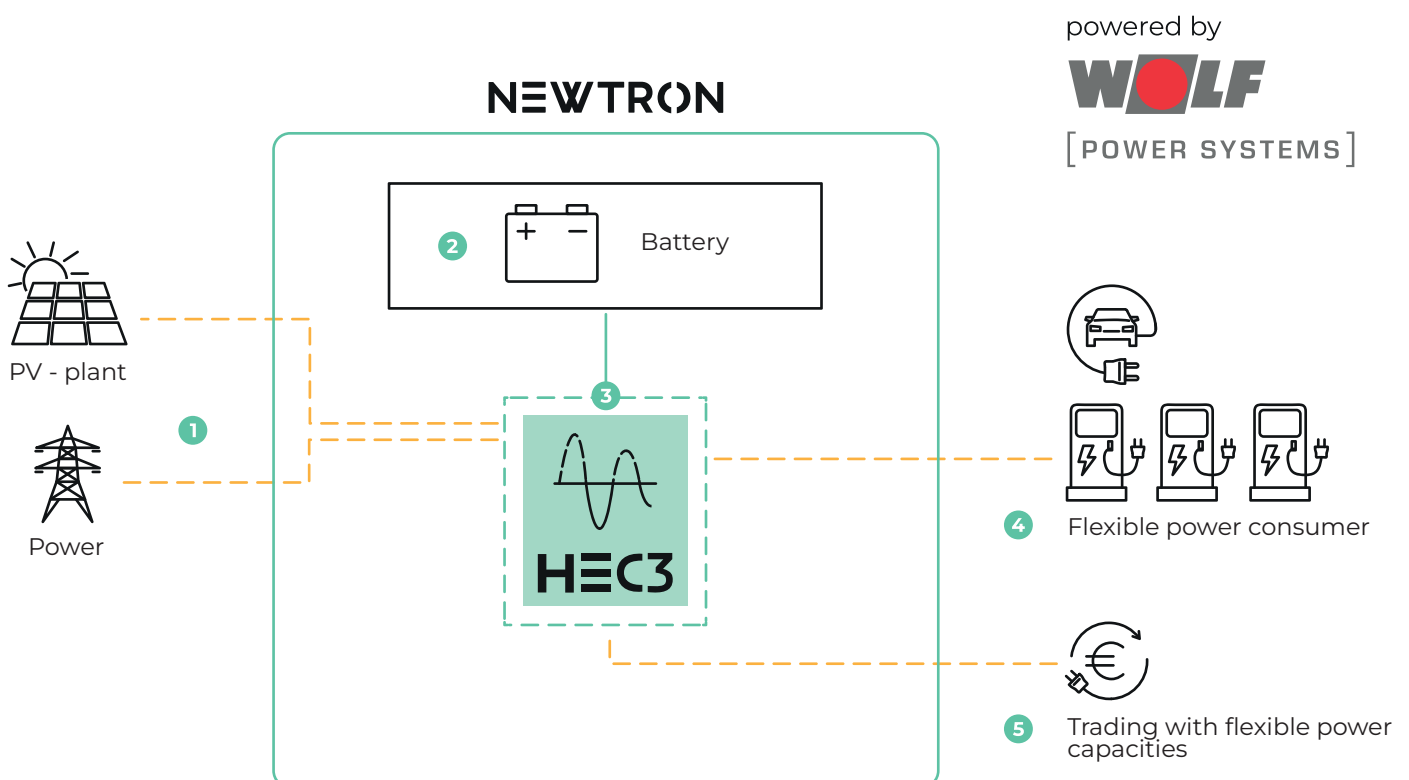 powered by
WOLF
[POWER SYSTEMS]
NEWTRON
2
+ −
Battery
PV - plant
1
Power
3
HEC3
4
Flexible power consumer
€
5
Trading with flexible power
capacities